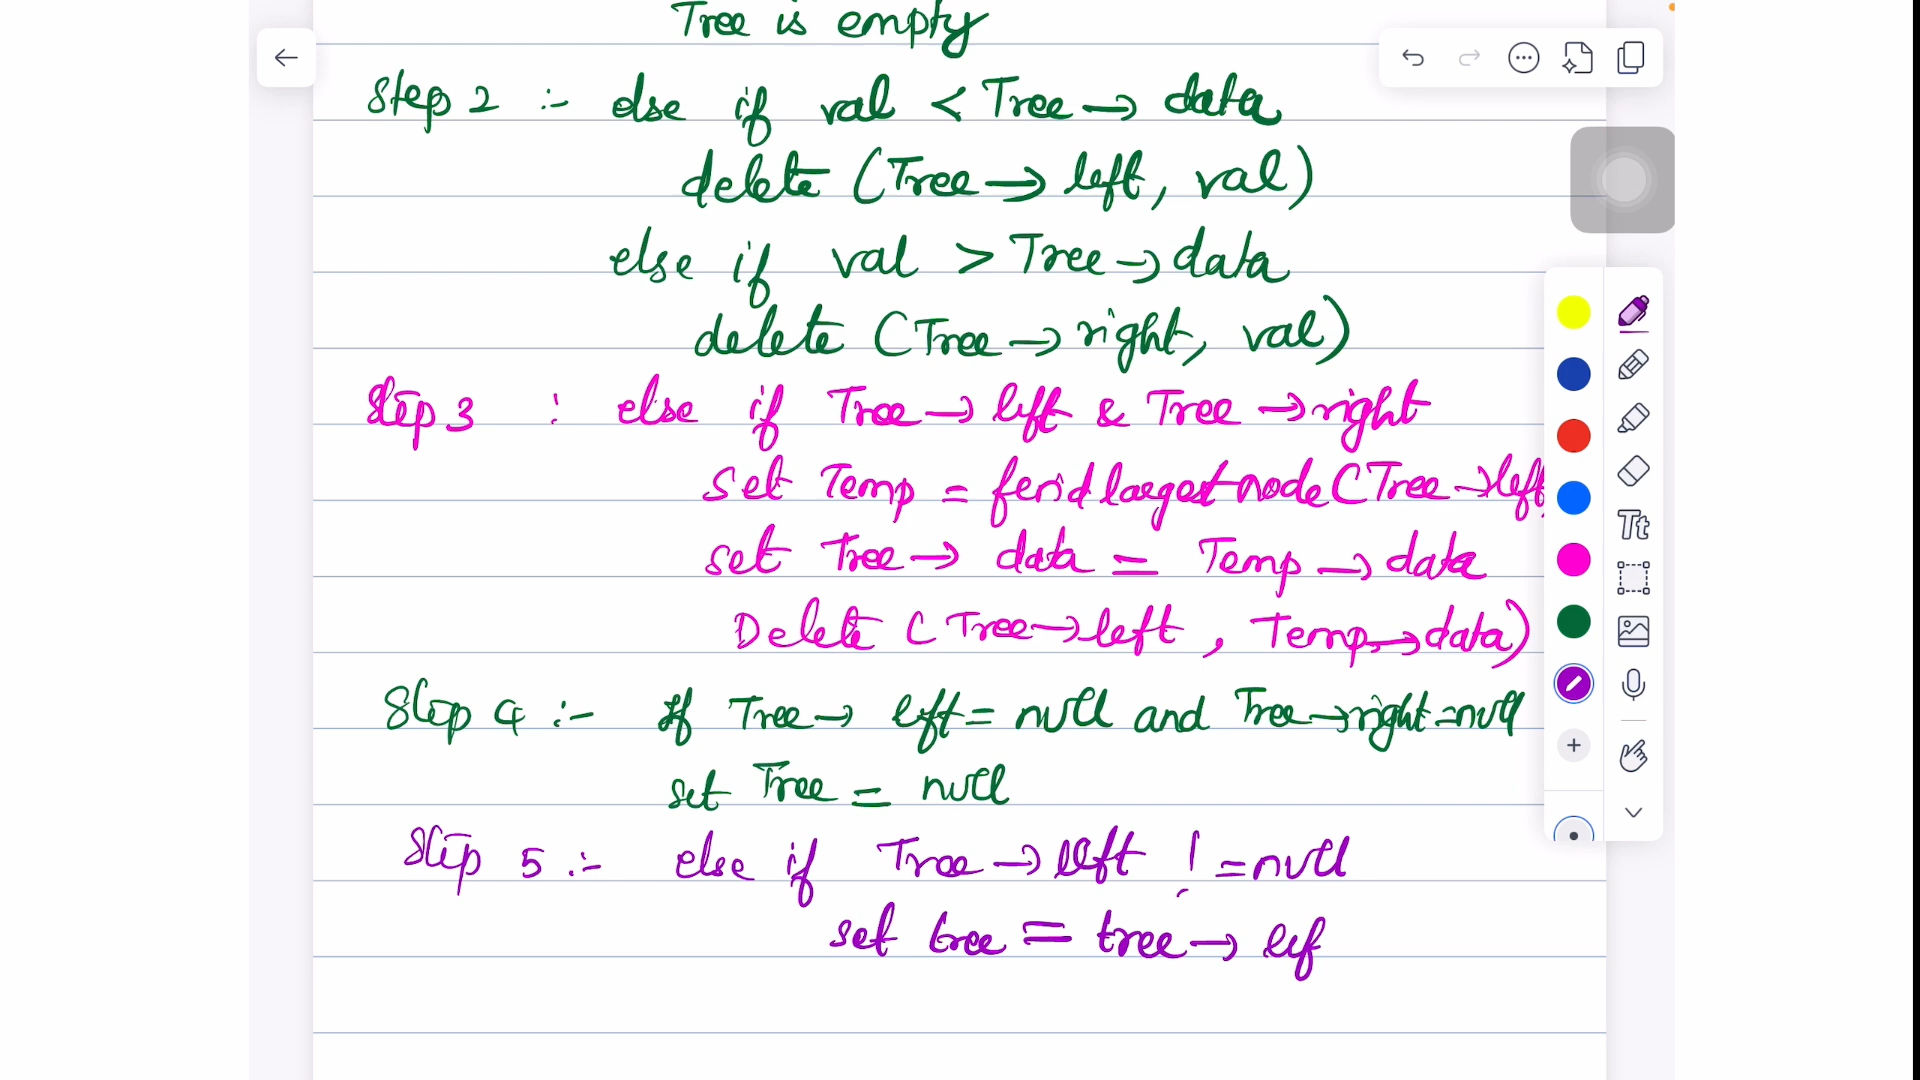 Tree is empty
Step 2 :- else if val < Tree → data
delete (Tree → left, val)
else if val > Tree → data
delete (Tree → right, val)
Step 3 : else if Tree → left & Tree → right
set Temp = find largest node (Tree → left
set Tree → data = Temp → data
Delete (Tree → left, Temp → data)
Step 4 :- If Tree → left = null and Tree → right = null
set Tree = null
Step 5 :- else if Tree → left != null
set tree = tree → lef
Tt